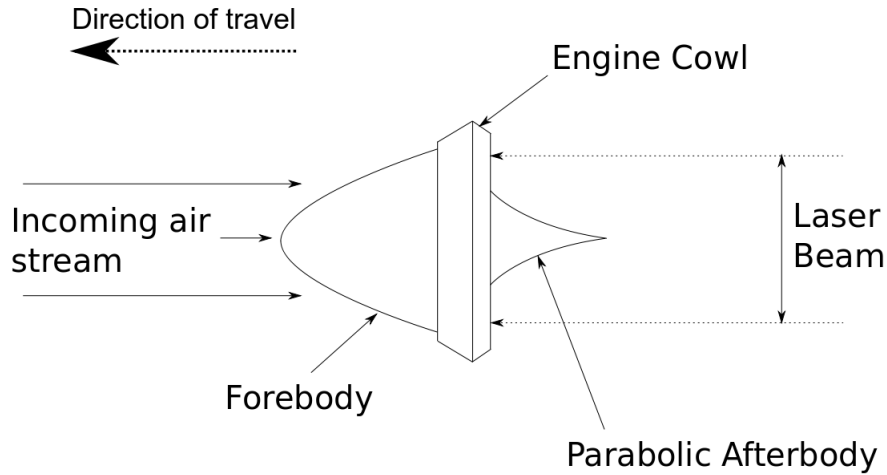 Direction of travel
Engine Cowl
Incoming air
stream
Laser
Beam
Forebody
Parabolic Afterbody